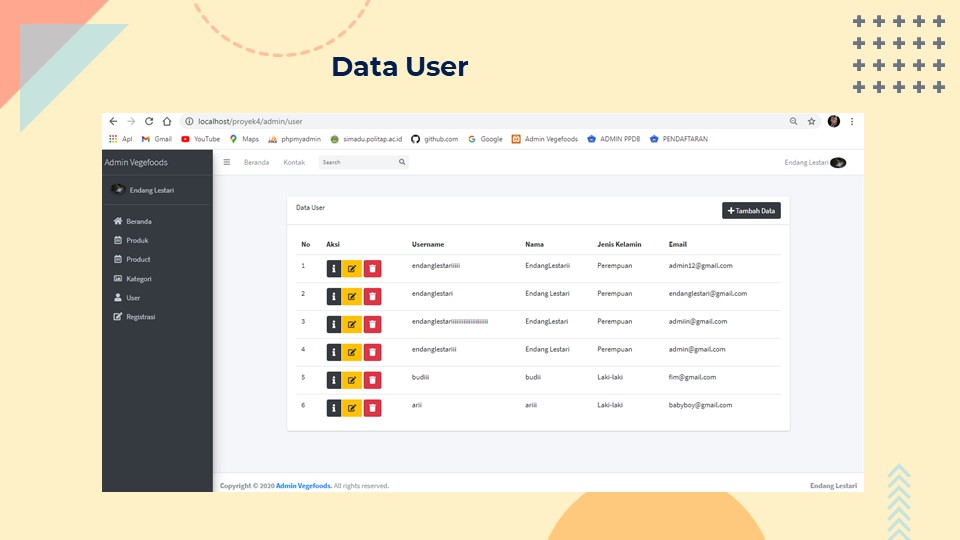 Data User
localhost/proyek4/admin/user
Apl Gmail YouTube Maps phpmyadmin simadu.politap.ac.id github.com Google Admin Vegefoods ADMIN PPDB PENDAFTARAN
Admin Vegefoods
Beranda Kontak Search Endang Lestari
Endang Lestari
Beranda
Produk
Product
Kategori
User
Registrasi
Data User
Tambah Data
No Aksi Username Nama Jenis Kelamin Email
1 endanglestariiiii EndangLestarii Perempuan admin12@gmail.com
2 endanglestari Endang Lestari Perempuan endanglestari@gmail.com
3 EndangLestari Perempuan admiin@gmail.com
4 endanglestariii Endang Lestari Perempuan admin@gmail.com
5 budiii budii Laki-laki fim@gmail.com
6 arii ariii Laki-laki babyboy@gmail.com
Copyright © 2020 Admin Vegefoods. All rights reserved. Endang Lestari